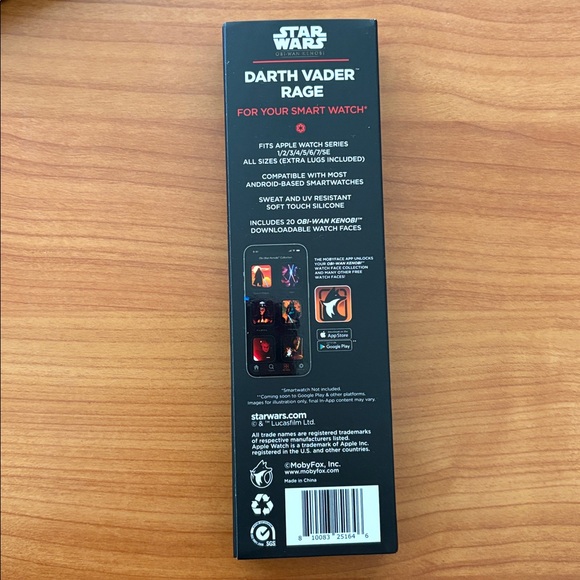 STAR
WARS
OBI-WAN KENOBI
DARTH VADER™
RAGE
FOR YOUR SMART WATCH*
FITS APPLE WATCH SERIES
1/2/3/4/5/6/7/SE
ALL SIZES (EXTRA LUGS INCLUDED)
COMPATIBLE WITH MOST
ANDROID-BASED SMARTWATCHES
SWEAT AND UV RESISTANT
SOFT TOUCH SILICONE
INCLUDES 20 OBI-WAN KENOBI™
DOWNLOADABLE WATCH FACES
THE MOBYFACE APP UNLOCKS
YOUR OBI-WAN KENOBI™
WATCH FACE COLLECTION
AND MANY OTHER FREE
WATCH FACES!
App Store
Google Play**
*Smartwatch Not Included.
**Coming soon to Google Play & other platforms,
images for illustration only, final In-App content may vary.
starwars.com
© & ™ Lucasfilm Ltd.
All trade names are registered trademarks
of respective manufacturers listed.
Apple Watch is a trademark of Apple Inc.
registered in the U.S. and other countries.
©MobyFox, Inc.
www.mobyfox.com
Made in China
SGS
8 10083 25164 6